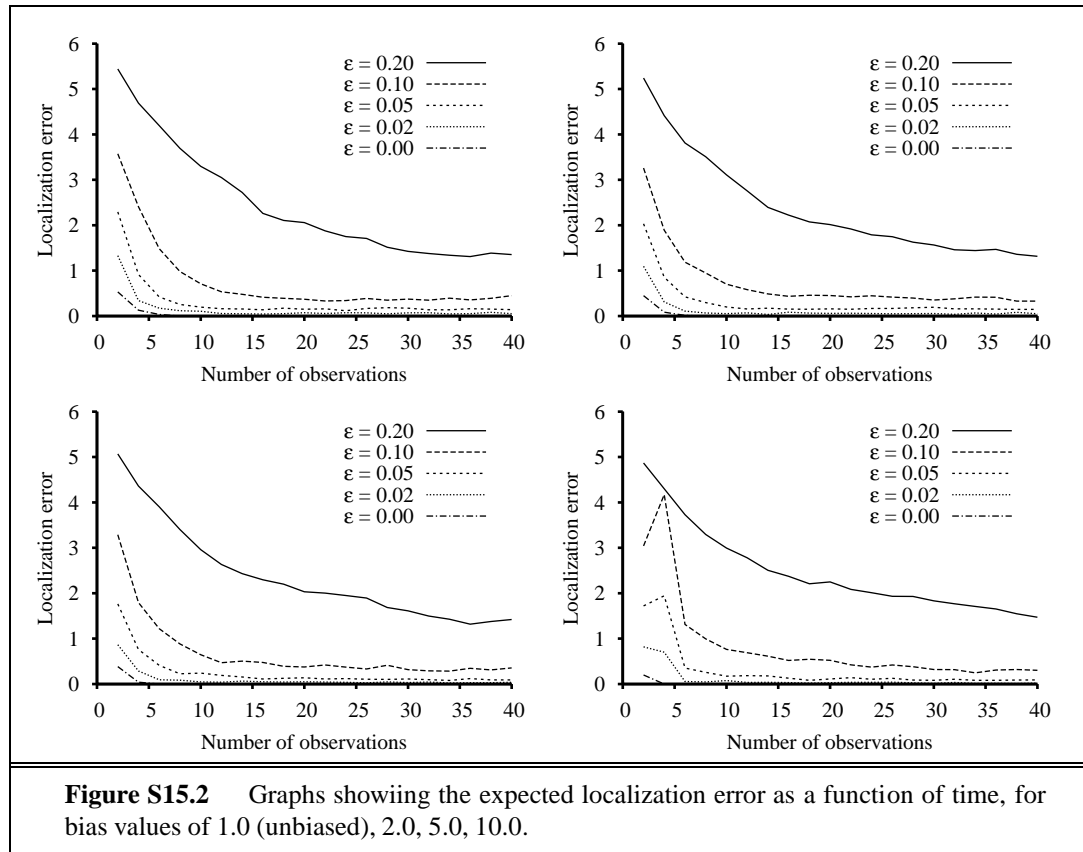 6
5
4
3
2
1
0
Localization error
ε = 0.20
ε = 0.10
ε = 0.05
ε = 0.02
ε = 0.00
0 5 10 15 20 25 30 35 40
Number of observations
6
5
4
3
2
1
0
Localization error
ε = 0.20
ε = 0.10
ε = 0.05
ε = 0.02
ε = 0.00
0 5 10 15 20 25 30 35 40
Number of observations
6
5
4
3
2
1
0
Localization error
ε = 0.20
ε = 0.10
ε = 0.05
ε = 0.02
ε = 0.00
0 5 10 15 20 25 30 35 40
Number of observations
6
5
4
3
2
1
0
Localization error
ε = 0.20
ε = 0.10
ε = 0.05
ε = 0.02
ε = 0.00
0 5 10 15 20 25 30 35 40
Number of observations
Figure S15.2 Graphs showiing the expected localization error as a function of time, for
bias values of 1.0 (unbiased), 2.0, 5.0, 10.0.